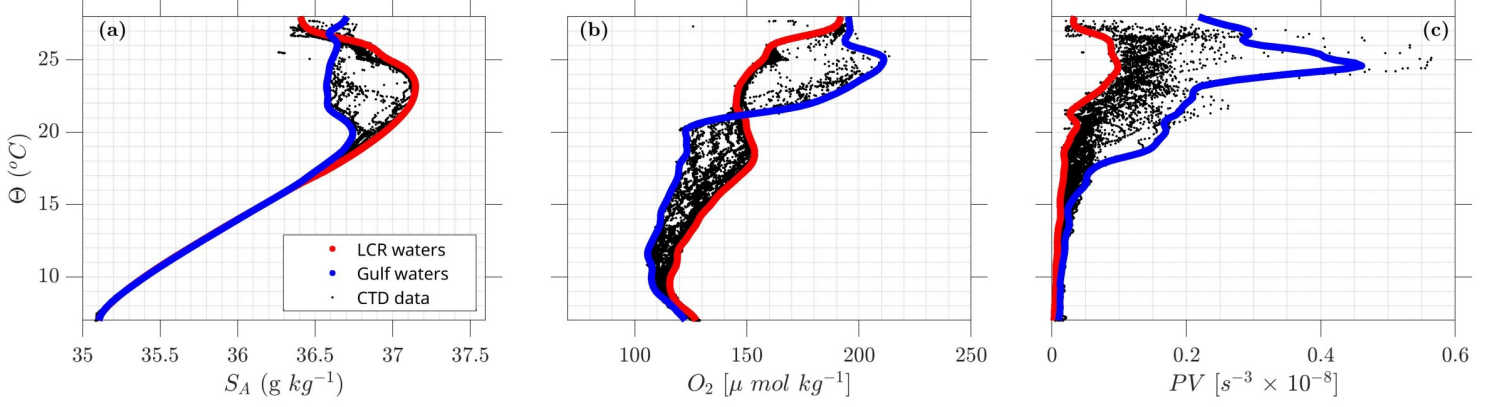 (a)
(b)
(c)
Θ (°C)
25
20
15
10
LCR waters
Gulf waters
CTD data
35 35.5 36 36.5 37 37.5
100 150 200 250
0 0.2 0.4 0.6
S_A (g kg⁻¹)
O₂ [μ mol kg⁻¹]
PV [s⁻³ × 10⁻⁸]